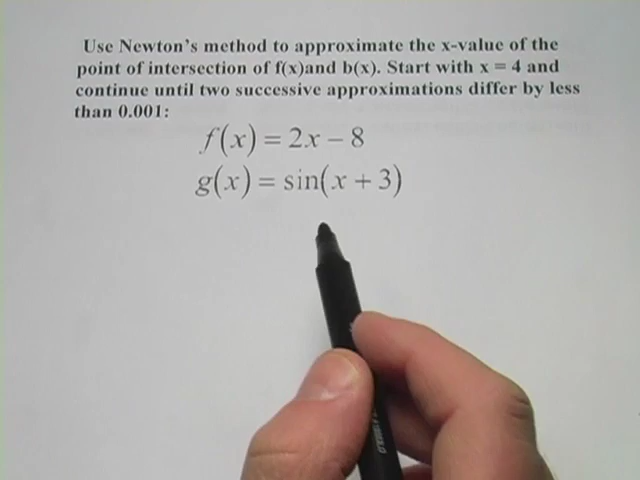 Use Newton's method to approximate the x-value of the
point of intersection of f(x)and b(x). Start with x = 4 and
continue until two successive approximations differ by less
than 0.001:
f(x) = 2x − 8
g(x) = sin(x + 3)